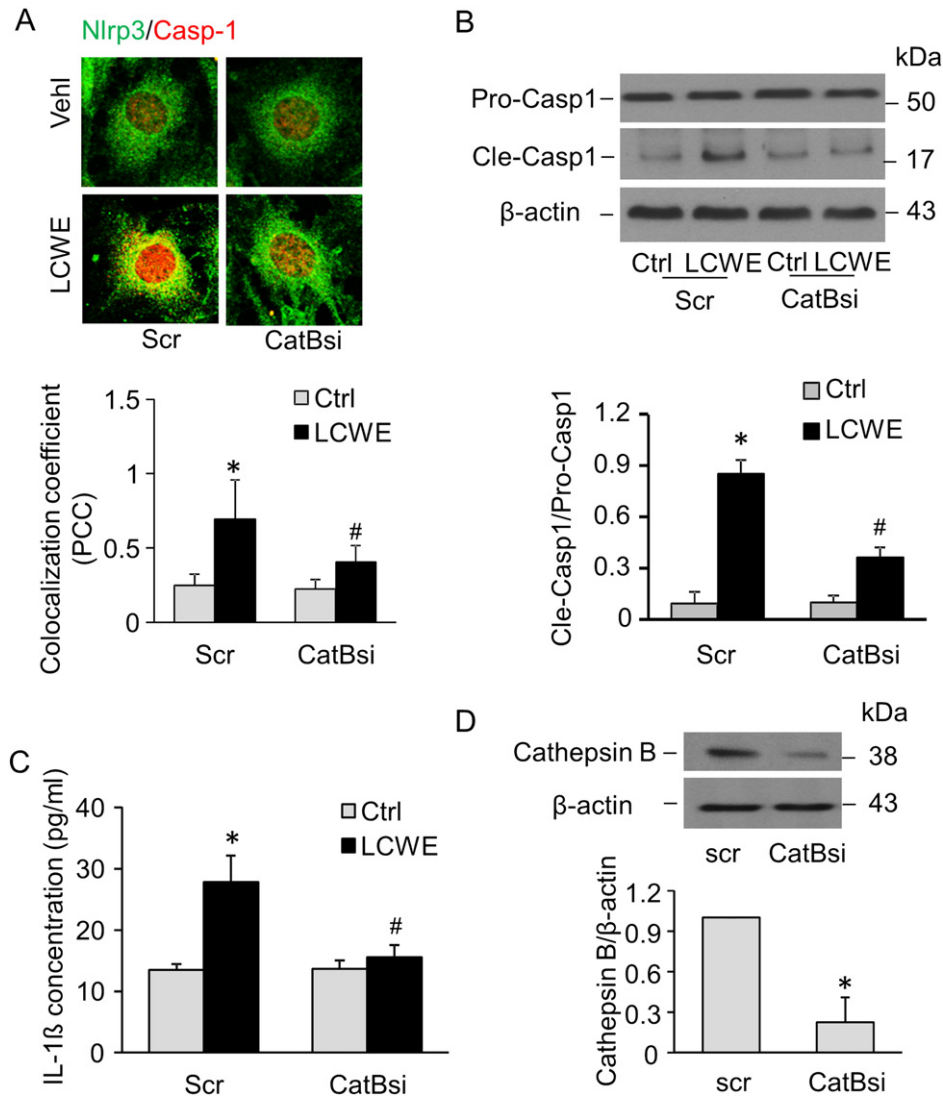 A
Nlrp3/Casp-1
Vehl
LCWE
Scr
CatBsi
Colocalization coefficient
(PCC)
1.5
1
0.5
0
Ctrl
LCWE
*
#
Scr
CatBsi
B
kDa
Pro-Casp1
50
Cle-Casp1
17
β-actin
43
Ctrl LCWE Ctrl LCWE
Scr CatBsi
Cle-Casp1/Pro-Casp1
1.2
0.9
0.6
0.3
0
Ctrl
LCWE
*
#
Scr
CatBsi
C
IL-1ß concentration (pg/ml)
40
30
20
10
0
Ctrl
LCWE
*
#
Scr
CatBsi
D
kDa
Cathepsin B
38
β-actin
43
scr CatBsi
Cathepsin B/β-actin
1.2
0.9
0.6
0.3
0
*
scr
CatBsi